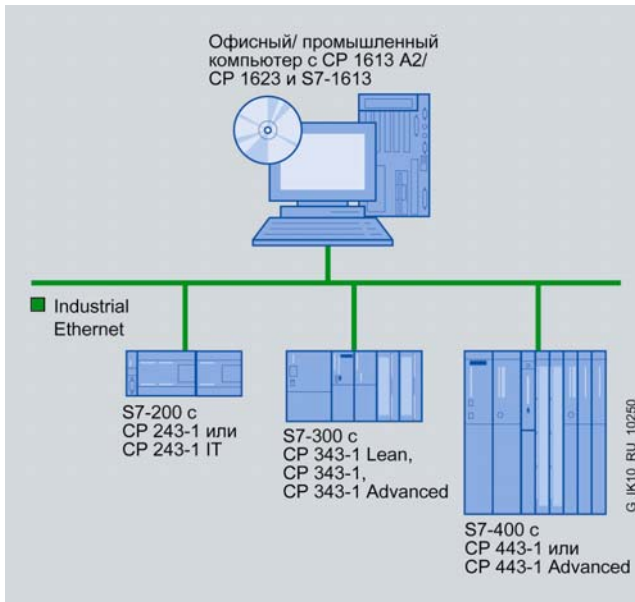 Офисный/ промышленный
компьютер с CP 1613 A2/
CP 1623 и S7-1613
Industrial
Ethernet
S7-200 с
CP 243-1 или
CP 243-1 IT
S7-300 с
CP 343-1 Lean,
CP 343-1,
CP 343-1 Advanced
S7-400 с
CP 443-1 или
CP 443-1 Advanced
G_IK10_RU_10250